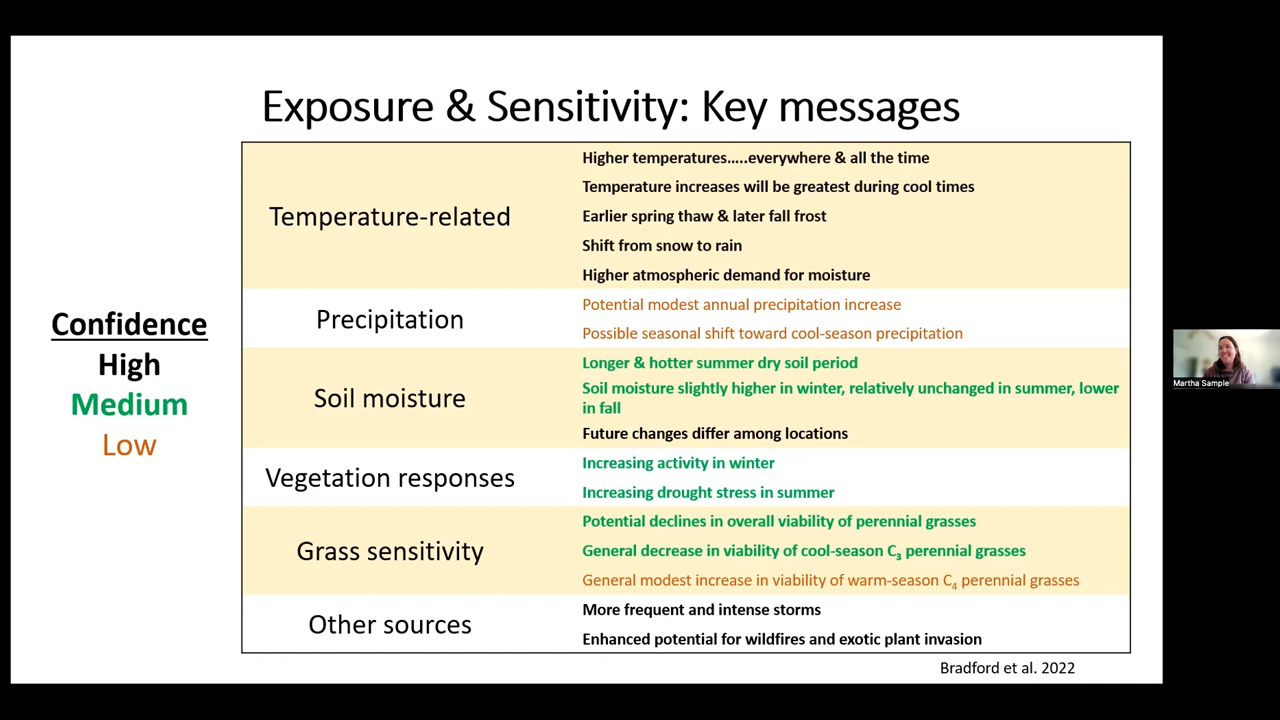 Exposure & Sensitivity: Key messages
Confidence
High
Medium
Low
Temperature-related
Higher temperatures.....everywhere & all the time
Temperature increases will be greatest during cool times
Earlier spring thaw & later fall frost
Shift from snow to rain
Higher atmospheric demand for moisture
Precipitation
Potential modest annual precipitation increase
Possible seasonal shift toward cool-season precipitation
Soil moisture
Longer & hotter summer dry soil period
Soil moisture slightly higher in winter, relatively unchanged in summer, lower
in fall
Future changes differ among locations
Vegetation responses
Increasing activity in winter
Increasing drought stress in summer
Grass sensitivity
Potential declines in overall viability of perennial grasses
General decrease in viability of cool-season C₃ perennial grasses
General modest increase in viability of warm-season C₄ perennial grasses
Other sources
More frequent and intense storms
Enhanced potential for wildfires and exotic plant invasion
Bradford et al. 2022
Martha Sample